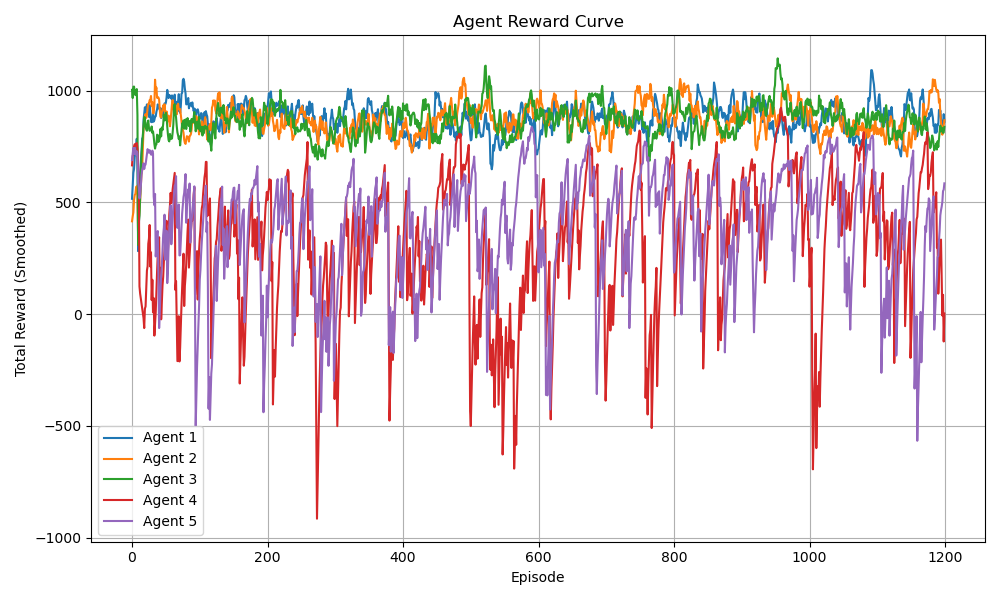 Agent Reward Curve
Total Reward (Smoothed)
1000
500
0
−500
−1000
Agent 1
Agent 2
Agent 3
Agent 4
Agent 5
0 200 400 600 800 1000 1200
Episode